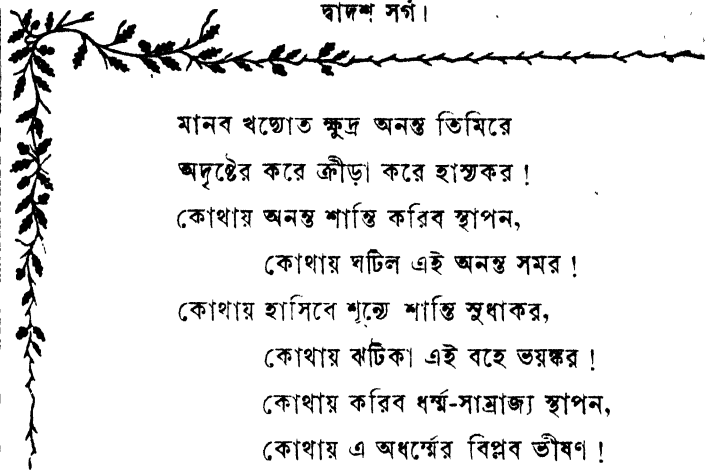 দ্বাদশ সর্গ।
মানব খদ্যোত ক্ষুদ্র অনন্ত তিমিরে
অদৃষ্টের করে ক্রীড়া করে হাস্যকর !
কোথায় অনন্ত শান্তি করিব স্থাপন,
কোথায় ঘটিল এই অনন্ত সমর !
কোথায় হাসিবে শূন্যে শান্তি সুধাকর,
কোথায় ঝটিকা এই বহে ভয়ঙ্কর !
কোথায় করিব ধর্ম্ম-সাম্রাজ্য স্থাপন,
কোথায় এ অধর্ম্মের বিপ্লব ভীষণ !